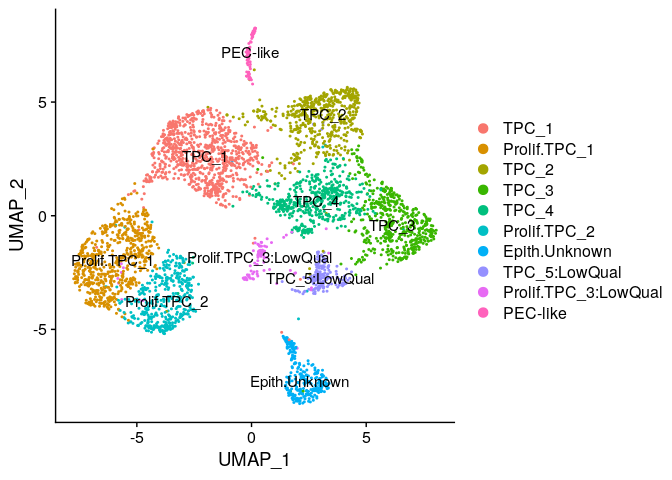 PEC-like
TPC_2
TPC_1
TPC_4
TPC_3
Prolif.TPC_1
Prolif.TPC_3:LowQual
TPC_5:LowQual
Prolif.TPC_2
Epith.Unknown
5
0
-5
UMAP_2
-5
0
5
UMAP_1
TPC_1
Prolif.TPC_1
TPC_2
TPC_3
TPC_4
Prolif.TPC_2
Epith.Unknown
TPC_5:LowQual
Prolif.TPC_3:LowQual
PEC-like